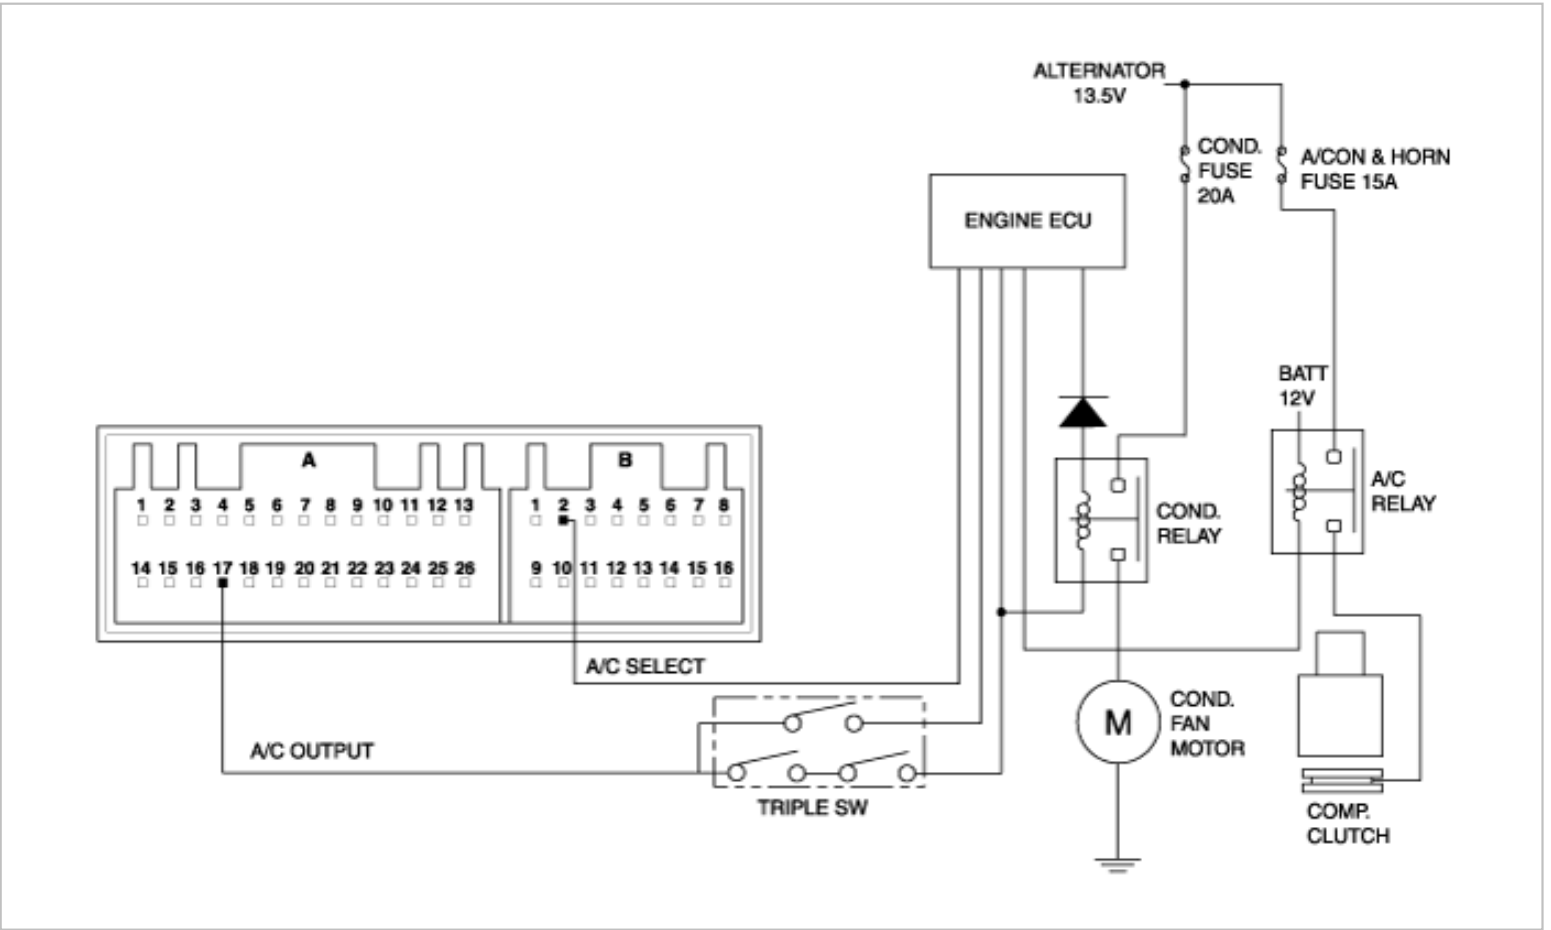 ALTERNATOR
13.5V
COND.
FUSE
20A
A/CON & HORN
FUSE 15A
ENGINE ECU
BATT
12V
A/C
RELAY
COND.
RELAY
A
B
1 2 3 4 5 6 7 8 9 10 11 12 13
1 2 3 4 5 6 7 8
14 15 16 17 18 19 20 21 22 23 24 25 26
9 10 11 12 13 14 15 16
A/C SELECT
A/C OUTPUT
TRIPLE SW
M
COND.
FAN
MOTOR
COMP.
CLUTCH